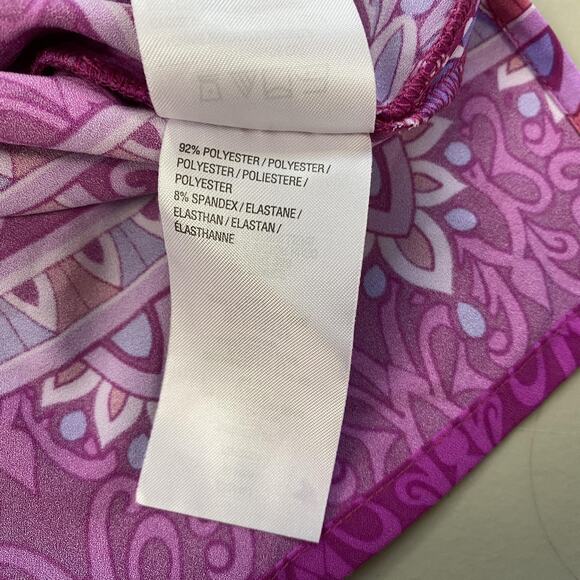 92% POLYESTER / POLYESTER /
POLYESTER / POLIESTERE /
POLYESTER
8% SPANDEX / ELASTANE /
ELASTHAN / ELASTAN /
ÉLASTHANNE